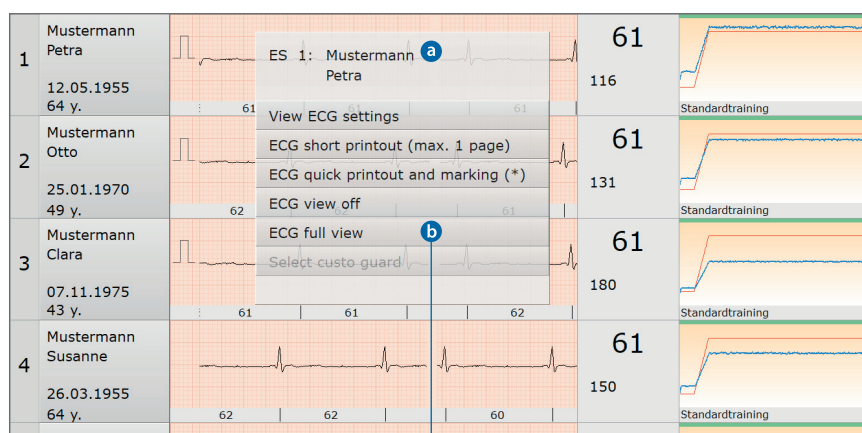 1
Mustermann
Petra
12.05.1955
64 y.
61
61
61
61
116
Standardtraining
ES 1: Mustermann
Petra
a
View ECG settings
ECG short printout (max. 1 page)
ECG quick printout and marking (*)
ECG view off
ECG full view
b
Select custo guard
2
Mustermann
Otto
25.01.1970
49 y.
62
62
61
61
131
Standardtraining
3
Mustermann
Clara
07.11.1975
43 y.
61
61
62
61
180
Standardtraining
4
Mustermann
Susanne
26.03.1955
64 y.
62
62
60
61
150
Standardtraining